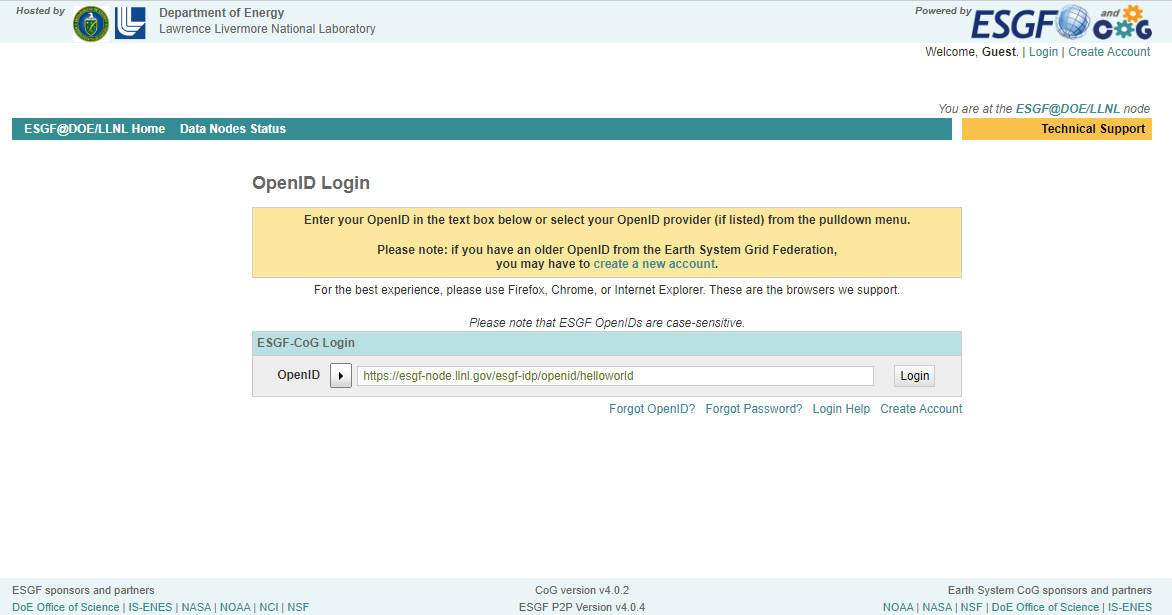 Hosted by
Department of Energy
Lawrence Livermore National Laboratory
Powered by
ESGF and CoG
Welcome, Guest. | Login | Create Account
You are at the ESGF@DOE/LLNL node
ESGF@DOE/LLNL Home Data Nodes Status
Technical Support
OpenID Login
Enter your OpenID in the text box below or select your OpenID provider (if listed) from the pulldown menu.
Please note: if you have an older OpenID from the Earth System Grid Federation,
you may have to create a new account.
For the best experience, please use Firefox, Chrome, or Internet Explorer. These are the browsers we support.
Please note that ESGF OpenIDs are case-sensitive.
ESGF-CoG Login
OpenID https://esgf-node.llnl.gov/esgf-idp/openid/helloworld Login
Forgot OpenID? Forgot Password? Login Help Create Account
ESGF sponsors and partners
DoE Office of Science | IS-ENES | NASA | NOAA | NCI | NSF
CoG version v4.0.2
ESGF P2P Version v4.0.4
Earth System CoG sponsors and partners
NOAA | NASA | NSF | DoE Office of Science | IS-ENES